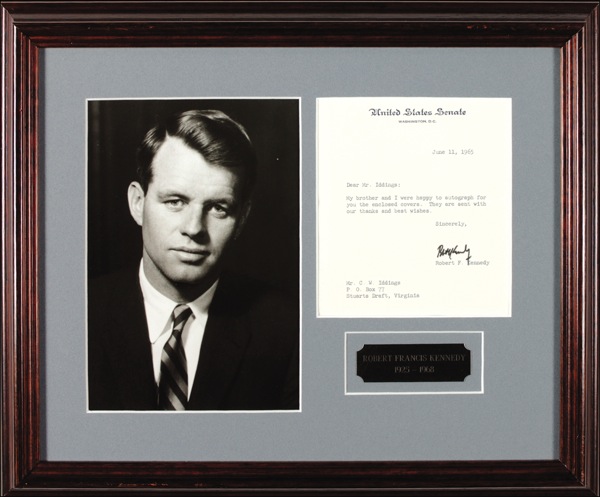 United States Senate
WASHINGTON, D.C.
June 11, 1965
Dear Mr. Iddings:
My brother and I were happy to autograph for
you the enclosed covers. They are sent with
our thanks and best wishes.
Sincerely,
Robert F. Kennedy
Mr. C W Iddings
P O. Box 77
Stuarts Draft, Virginia
ROBERT FRANCIS KENNEDY
1925 - 1968